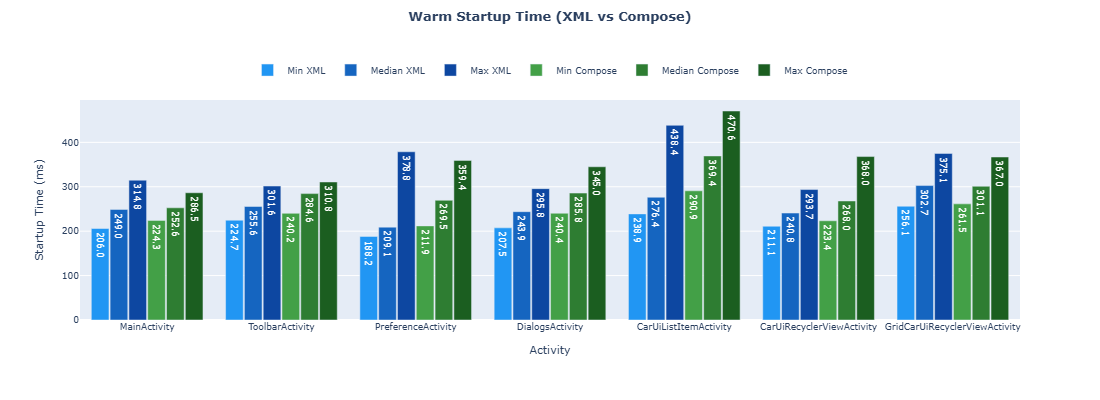 Warm Startup Time (XML vs Compose)
Min XML Median XML Max XML Min Compose Median Compose Max Compose
Startup Time (ms)
400
300
200
100
0
206.0 249.0 314.8 224.3 252.6 286.5
224.7 255.6 301.6 240.2 284.6 310.8
188.2 209.1 378.8 211.9 269.5 359.4
207.5 243.9 295.8 240.4 285.8 345.0
238.9 276.4 438.4 290.9 369.4 470.6
211.1 240.8 293.7 223.4 268.0 368.0
256.1 302.7 375.1 261.5 301.1 367.0
MainActivity ToolbarActivity PreferenceActivity DialogsActivity CarUiListItemActivity CarUiRecyclerViewActivity GridCarUiRecyclerViewActivity
Activity